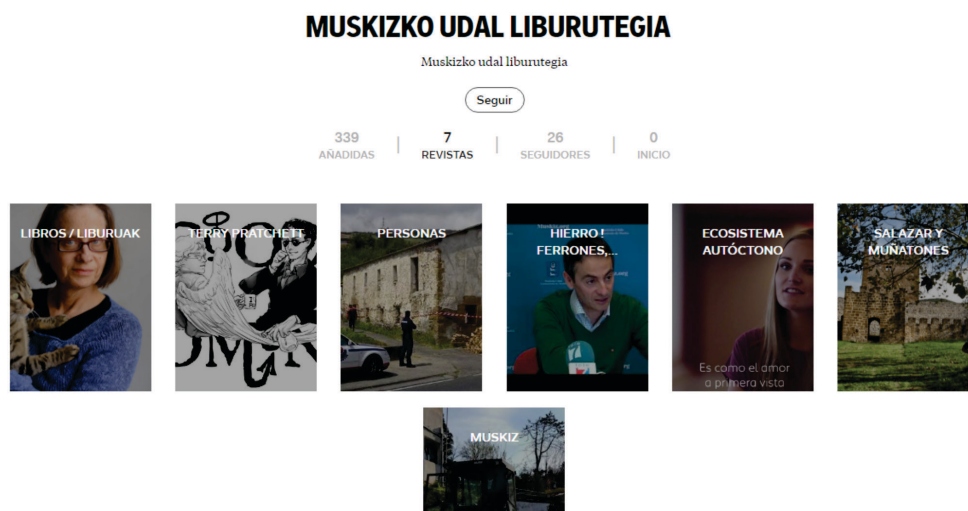 MUSKIZKO UDAL LIBURUTEGIA
Muskizko udal liburutegia
Seguir
339
AÑADIDAS
7
REVISTAS
26
SEGUIDORES
0
INICIO
LIBROS / LIBURUAK
TERRY PRATCHETT
PERSONAS
HIERRO !
FERRONES,...
ECOSISTEMA
AUTÓCTONO
Es como el amor
a primera vista
SALAZAR Y
MUÑATONES
MUSKIZ